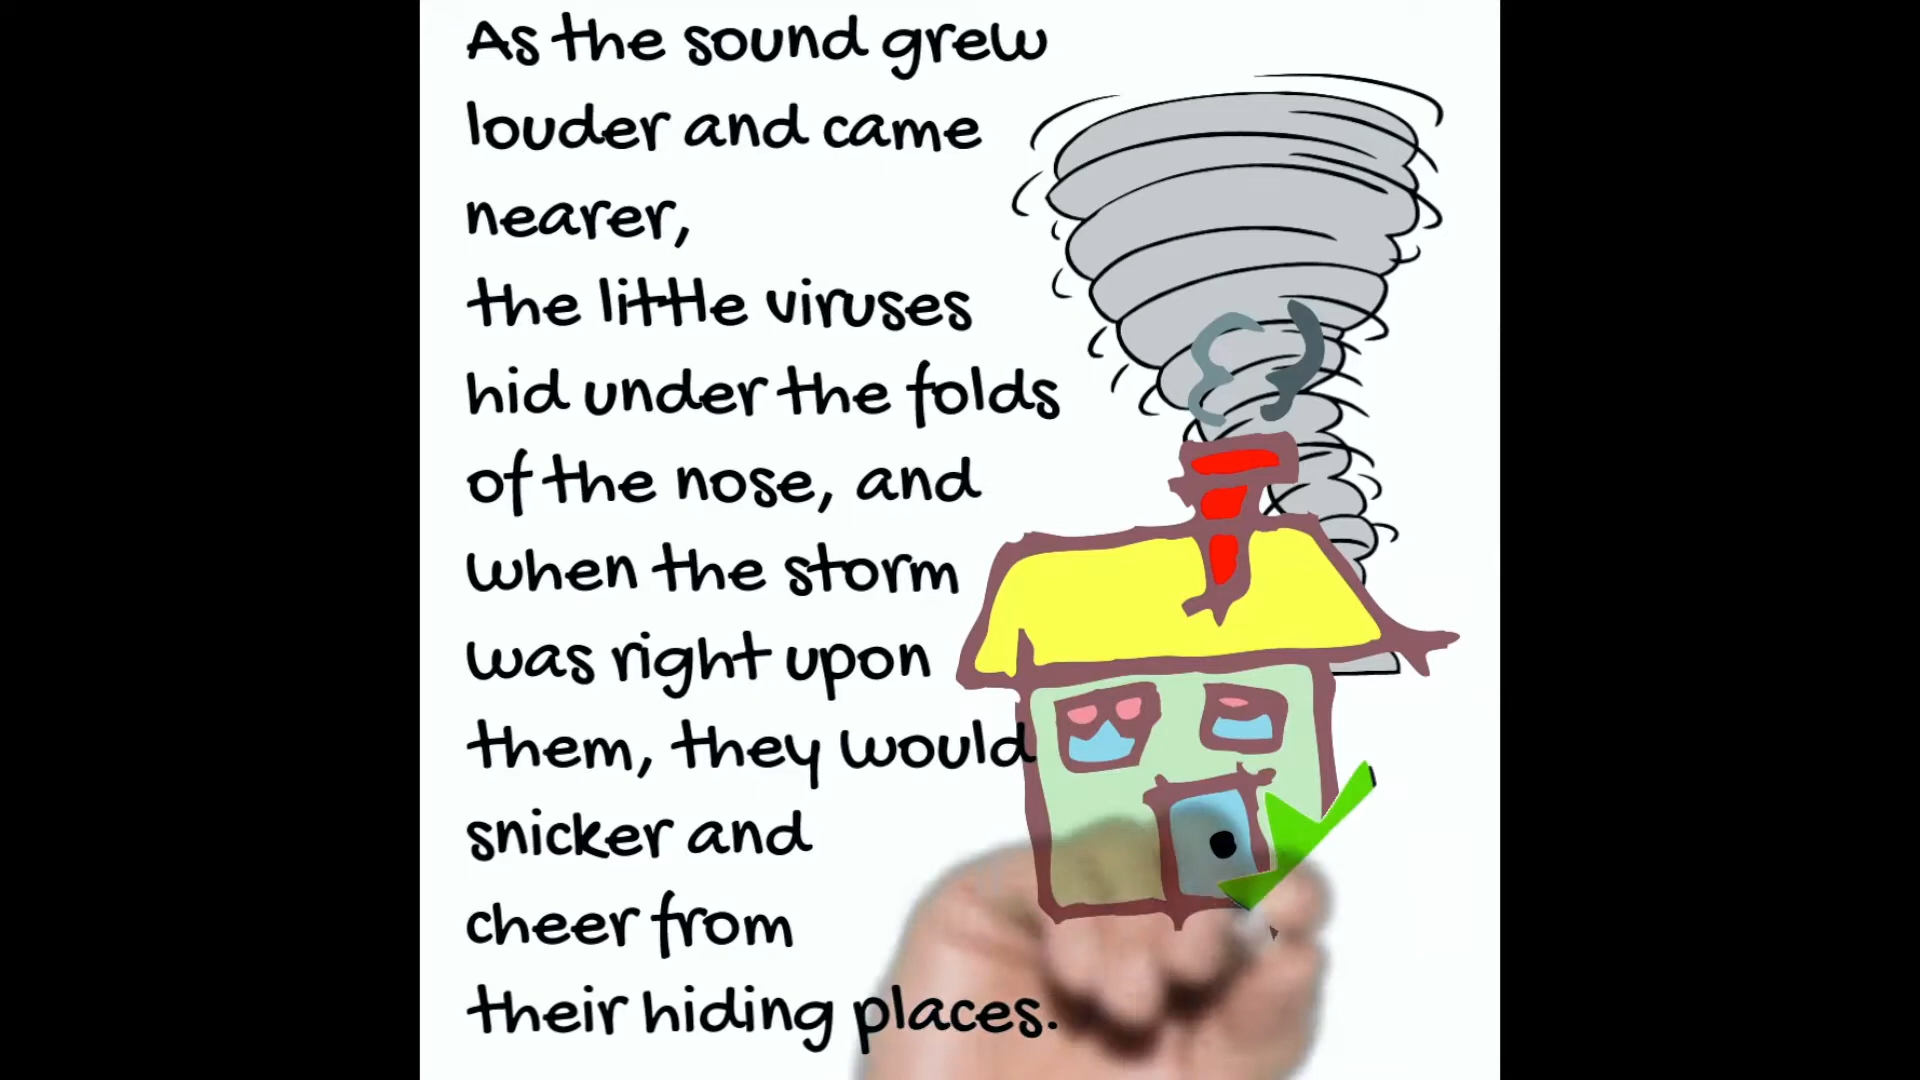 As the sound grew
louder and came
nearer,
the little viruses
hid under the folds
of the nose, and
when the storm
was right upon
them, they would
snicker and
cheer from
their hiding places.